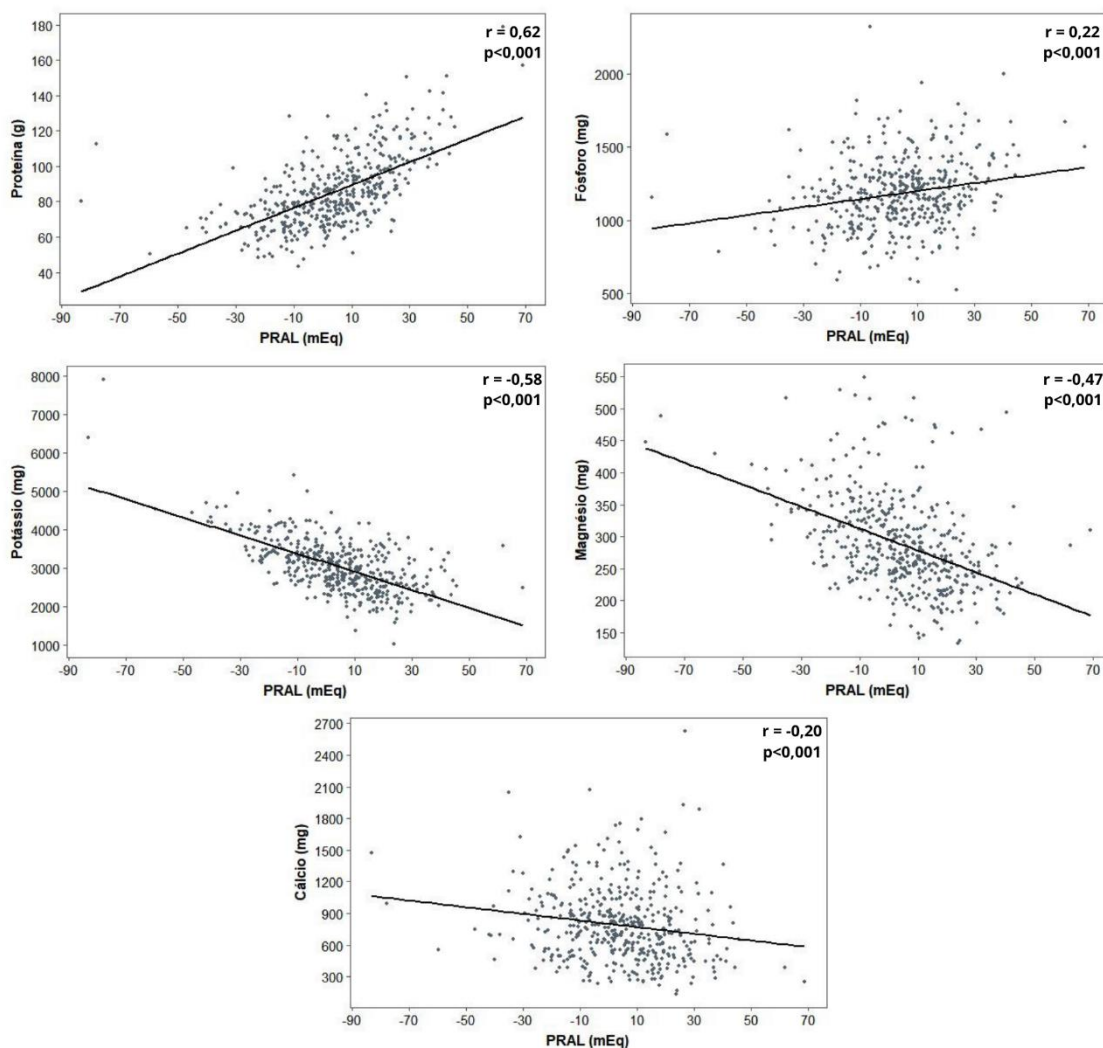 r = 0,62
p<0,001
Proteína (g)
180
160
140
120
100
80
60
40
-90 -70 -50 -30 -10 10 30 50 70
PRAL (mEq)
r = 0,22
p<0,001
Fósforo (mg)
2000
1500
1000
500
-90 -70 -50 -30 -10 10 30 50 70
PRAL (mEq)
r = -0,58
p<0,001
Potássio (mg)
8000
7000
6000
5000
4000
3000
2000
1000
-90 -70 -50 -30 -10 10 30 50 70
PRAL (mEq)
r = -0,47
p<0,001
Magnésio (mg)
550
500
450
400
350
300
250
200
150
-90 -70 -50 -30 -10 10 30 50 70
PRAL (mEq)
r = -0,20
p<0,001
Cálcio (mg)
2700
2400
2100
1800
1500
1200
900
600
300
-90 -70 -50 -30 -10 10 30 50 70
PRAL (mEq)